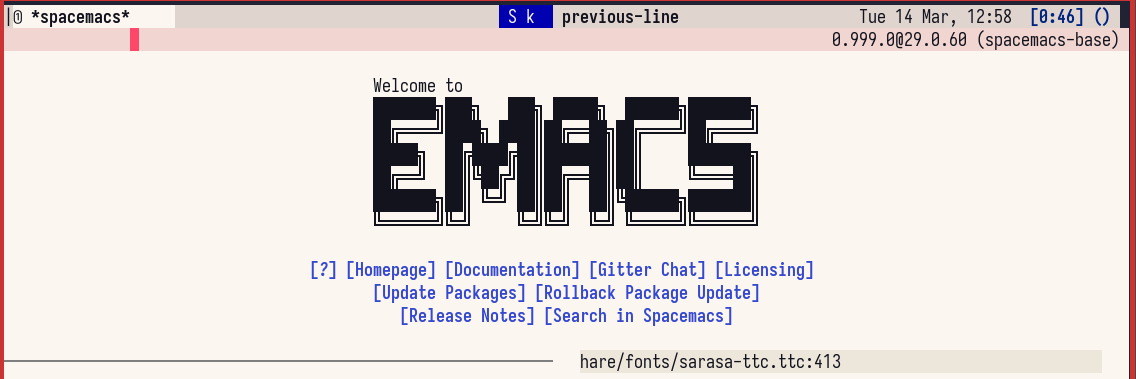 ① *spacemacs* S k previous-line Tue 14 Mar, 12:58 [0:46] ()
0.999.0@29.0.60 (spacemacs-base)
Welcome to
EMACS
[?] [Homepage] [Documentation] [Gitter Chat] [Licensing]
[Update Packages] [Rollback Package Update]
[Release Notes] [Search in Spacemacs]
hare/fonts/sarasa-ttc.ttc:413